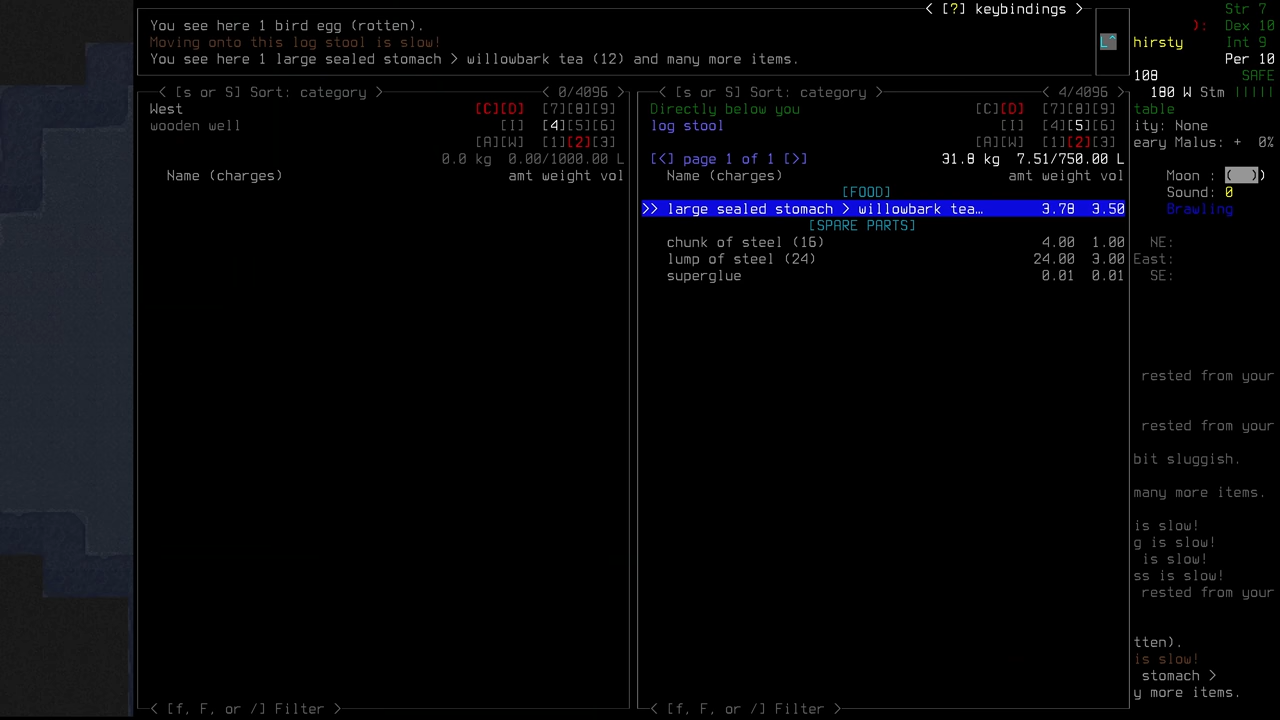 < [?] keybindings >
You see here 1 bird egg (rotten).
Moving onto this log stool is slow!
You see here 1 large sealed stomach > willowbark tea (12) and many more items.
L^
< [s or S] Sort: category > < 0/4096 >
West [C][D] [7][8][9]
wooden well [I] [4][5][6]
[A][W] [1][2][3]
0.0 kg 0.00/1000.00 L
Name (charges) amt weight vol
< [f, F, or /] Filter >
< [s or S] Sort: category > < 4/4096 >
Directly below you [C][D] [7][8][9]
log stool [I] [4][5][6]
[A][W] [1][2][3]
[<] page 1 of 1 [>] 31.8 kg 7.51/750.00 L
Name (charges) amt weight vol
[FOOD]
>> large sealed stomach > willowbark tea… 3.78 3.50
[SPARE PARTS]
chunk of steel (16) 4.00 1.00
lump of steel (24) 24.00 3.00
superglue 0.01 0.01
< [f, F, or /] Filter >
Str 7
): Dex 10
hirsty Int 9
Per 10
108 SAFE
180 W Stm |||||
table
ity: None
eary Malus: + 0%
Moon : ( ))
Sound: 0
Brawling
NE:
East:
SE:
rested from your
rested from your
bit sluggish.
many more items.
is slow!
g is slow!
is slow!
ss is slow!
rested from your
tten).
is slow!
stomach >
y more items.